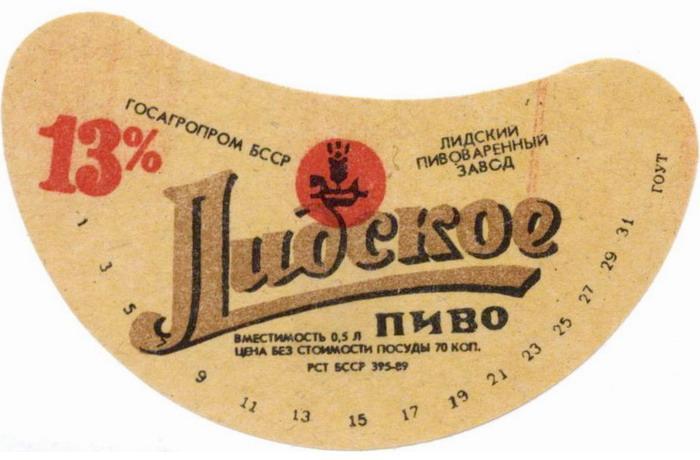 13%
ГОСАГРОПРОМ БССР
ЛИДСКИЙ
ПИВОВАРЕННЫЙ
ЗАВОД
Лидское
ПИВО
ВМЕСТИМОСТЬ 0,5 Л
ЦЕНА БЕЗ СТОИМОСТИ ПОСУДЫ 70 КОП.
РСТ БССР 395-89
1 3 5 9 11 13 15 17 19 21 23 25 27 29 31 ГОУТ